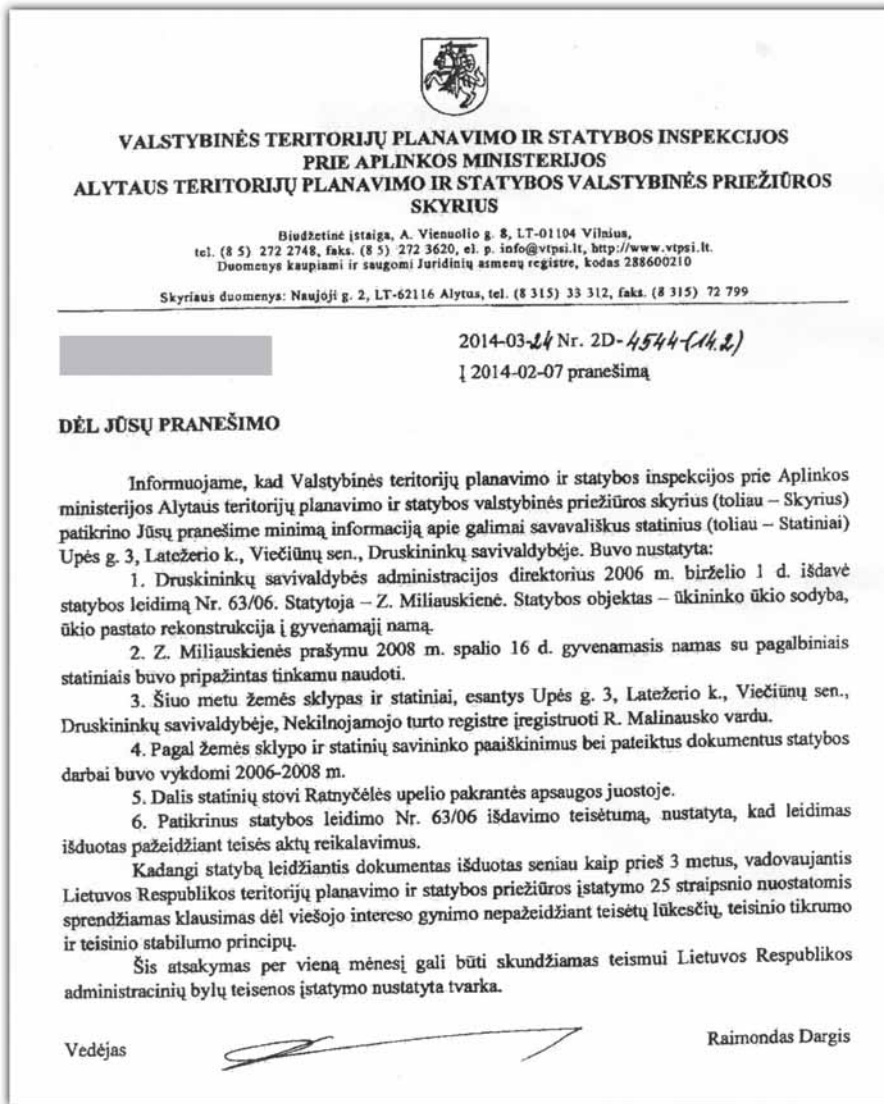 VALSTYBINĖS TERITORIJŲ PLANAVIMO IR STATYBOS INSPEKCIJOS
PRIE APLINKOS MINISTERIJOS
ALYTAUS TERITORIJŲ PLANAVIMO IR STATYBOS VALSTYBINĖS PRIEŽIŪROS
SKYRIUS
Biudžetinė įstaiga, A. Vienuolio g. 8, LT-01104 Vilnius,
tel. (8 5) 272 2748, faks. (8 5) 272 3620, el. p. info@vtpsi.lt, http://www.vtpsi.lt.
Duomenys kaupiami ir saugomi Juridinių asmenų registre, kodas 288600210
Skyriaus duomenys: Naujoji g. 2, LT-62116 Alytus, tel. (8 315) 33 312, faks. (8 315) 72 799
2014-03-24 Nr. 2D-4544-(14.2)
Į 2014-02-07 pranešimą
DĖL JŪSŲ PRANEŠIMO
Informuojame, kad Valstybinės teritorijų planavimo ir statybos inspekcijos prie Aplinkos
ministerijos Alytaus teritorijų planavimo ir statybos valstybinės priežiūros skyrius (toliau – Skyrius)
patikrino Jūsų pranešime minimą informaciją apie galimai savavališkus statinius (toliau – Statiniai)
Upės g. 3, Latežerio k., Viečiūnų sen., Druskininkų savivaldybėje. Buvo nustatyta:
1. Druskininkų savivaldybės administracijos direktorius 2006 m. birželio 1 d. išdavė
statybos leidimą Nr. 63/06. Statytoja – Z. Miliauskienė. Statybos objektas – ūkininko ūkio sodyba,
ūkio pastato rekonstrukcija į gyvenamąjį namą.
2. Z. Miliauskienės prašymu 2008 m. spalio 16 d. gyvenamasis namas su pagalbiniais
statiniais buvo pripažintas tinkamu naudoti.
3. Šiuo metu žemės sklypas ir statiniai, esantys Upės g. 3, Latežerio k., Viečiūnų sen.,
Druskininkų savivaldybėje, Nekilnojamojo turto registre įregistruoti R. Malinausko vardu.
4. Pagal žemės sklypo ir statinių savininko paaiškinimus bei pateiktus dokumentus statybos
darbai buvo vykdomi 2006-2008 m.
5. Dalis statinių stovi Ratnyčėlės upelio pakrantės apsaugos juostoje.
6. Patikrinus statybos leidimo Nr. 63/06 išdavimo teisėtumą, nustatyta, kad leidimas
išduotas pažeidžiant teisės aktų reikalavimus.
Kadangi statybą leidžiantis dokumentas išduotas seniau kaip prieš 3 metus, vadovaujantis
Lietuvos Respublikos teritorijų planavimo ir statybos priežiūros įstatymo 25 straipsnio nuostatomis
sprendžiamas klausimas dėl viešojo intereso gynimo nepažeidžiant teisėtų lūkesčių, teisinio tikrumo
ir teisinio stabilumo principų.
Šis atsakymas per vieną mėnesį gali būti skundžiamas teismui Lietuvos Respublikos
administracinių bylų teisenos įstatymo nustatyta tvarka.
Vedėjas Raimondas Dargis